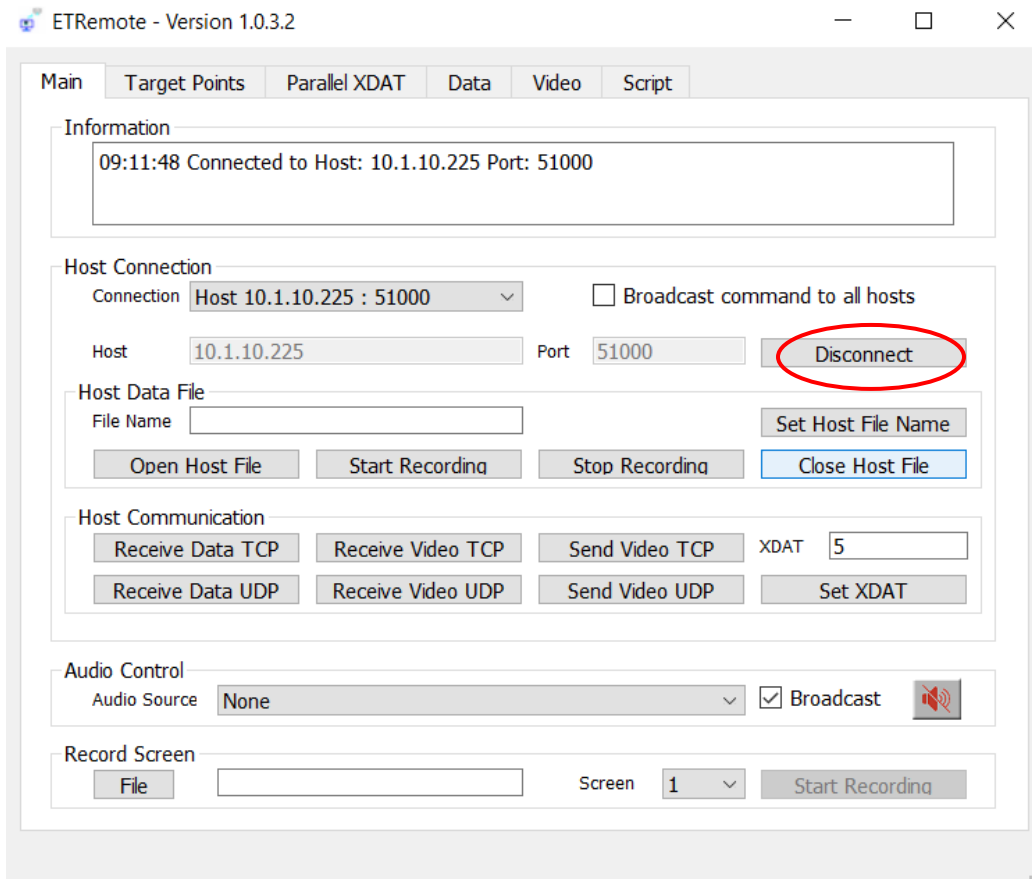 ETRemote - Version 1.0.3.2
Main Target Points Parallel XDAT Data Video Script
Information
09:11:48 Connected to Host: 10.1.10.225 Port: 51000
Host Connection
Connection Host 10.1.10.225 : 51000 Broadcast command to all hosts
Host 10.1.10.225 Port 51000 Disconnect
Host Data File
File Name Set Host File Name
Open Host File Start Recording Stop Recording Close Host File
Host Communication
Receive Data TCP Receive Video TCP Send Video TCP XDAT 5
Receive Data UDP Receive Video UDP Send Video UDP Set XDAT
Audio Control
Audio Source None Broadcast
Record Screen
File Screen 1 Start Recording